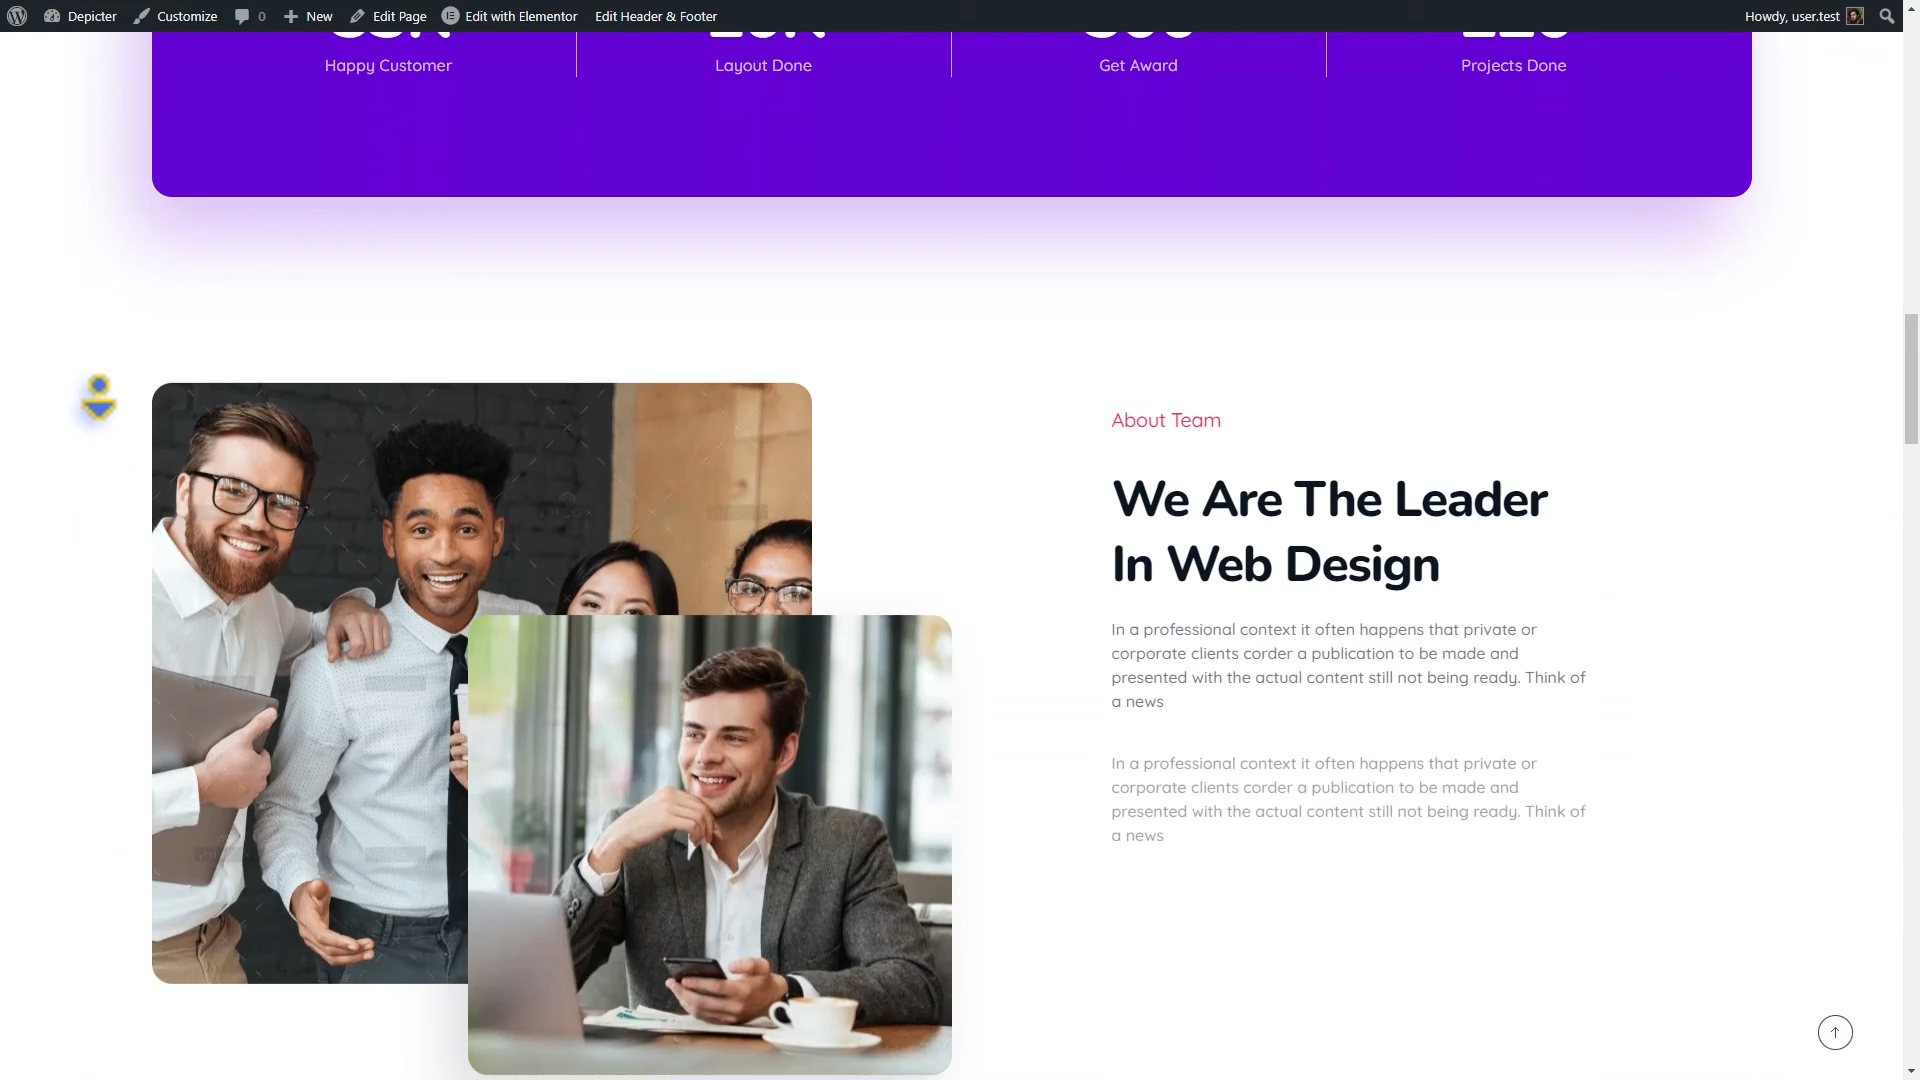 Depicter Customize 0 New Edit Page Edit with Elementor Edit Header & Footer Howdy, user.test
Happy Customer Layout Done Get Award Projects Done
About Team
We Are The Leader
In Web Design
In a professional context it often happens that private or
corporate clients corder a publication to be made and
presented with the actual content still not being ready. Think of
a news
In a professional context it often happens that private or
corporate clients corder a publication to be made and
presented with the actual content still not being ready. Think of
a news